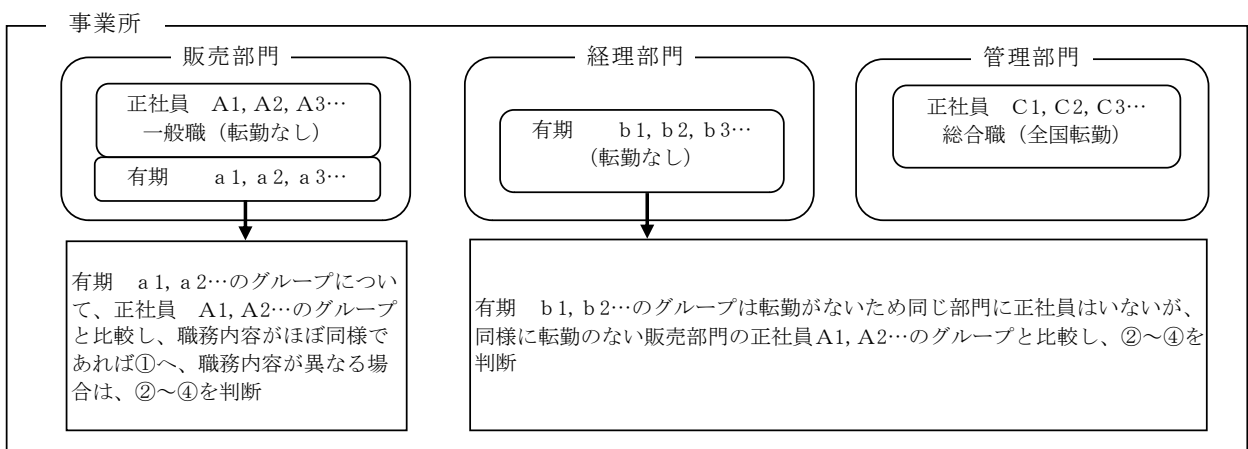 事業所
販売部門
正社員　A1, A2, A3…
一般職（転勤なし）
有期　　a1, a2, a3…
経理部門
有期　　b1, b2, b3…
（転勤なし）
管理部門
正社員　C1, C2, C3…
総合職（全国転勤）
有期　a1, a2…のグループについ
て、正社員　A1, A2…のグループ
と比較し、職務内容がほぼ同様で
あれば①へ、職務内容が異なる場
合は、②～④を判断
有期　b1, b2…のグループは転勤がないため同じ部門に正社員はいないが、
同様に転勤のない販売部門の正社員A1, A2…のグループと比較し、②～④を
判断